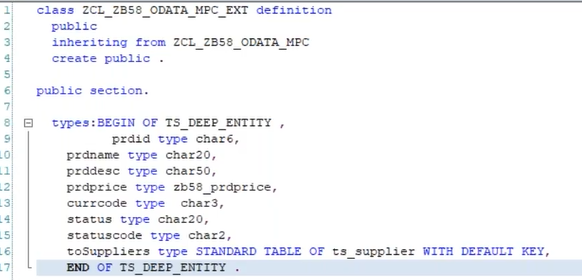 1 class ZCL_ZB58_ODATA_MPC_EXT definition
2 public
3 inheriting from ZCL_ZB58_ODATA_MPC
4 create public .
5
6 public section.
7
8 types:BEGIN OF TS_DEEP_ENTITY ,
9 prdid type char6,
10 prdname type char20,
11 prddesc type char50,
12 prdprice type zb58_prdprice,
13 currcode type char3,
14 status type char20,
15 statuscode type char2,
16 toSuppliers type STANDARD TABLE OF ts_supplier WITH DEFAULT KEY,
17 END OF TS_DEEP_ENTITY .